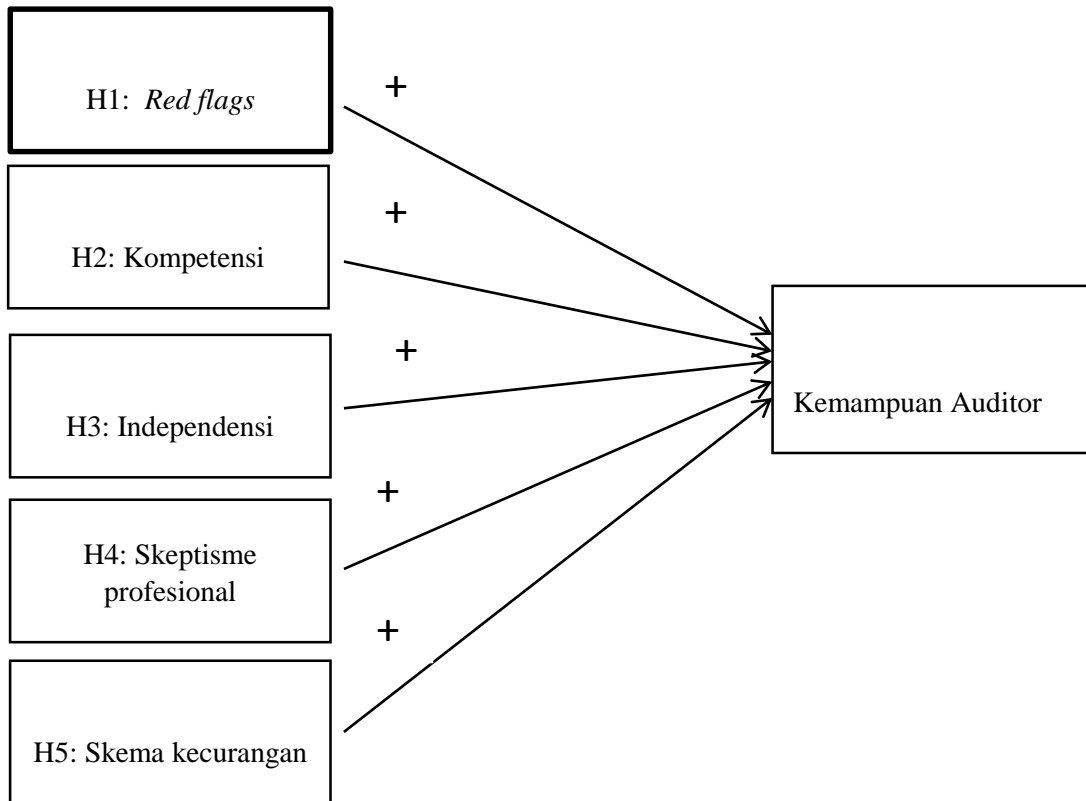 H1: Red flags
+
H2: Kompetensi
+
H3: Independensi
+
H4: Skeptisme
profesional
+
H5: Skema kecurangan
+
Kemampuan Auditor